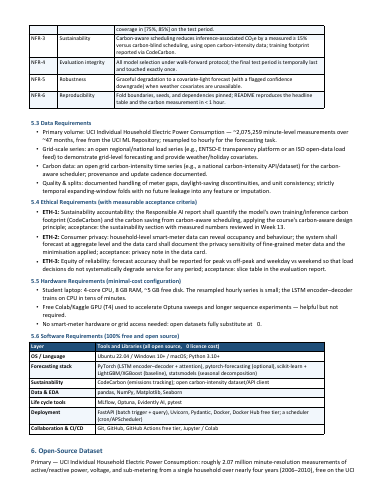 coverage in [75%, 85%] on the test period.
NFR-3 Sustainability Carbon-aware scheduling reduces inference-associated CO₂e by a measured ≥ 15%
versus carbon-blind scheduling, using open carbon-intensity data; training footprint
reported via CodeCarbon.
NFR-4 Evaluation integrity All model selection under walk-forward protocol; the final test period is temporally last
and touched exactly once.
NFR-5 Robustness Graceful degradation to a covariate-light forecast (with a flagged confidence
downgrade) when weather covariates are unavailable.
NFR-6 Reproducibility Fold boundaries, seeds, and dependencies pinned; README reproduces the headline
table and the carbon measurement in < 1 hour.
5.3 Data Requirements
• Primary volume: UCI Individual Household Electric Power Consumption — ~2,075,259 minute-level measurements over
~47 months, free from the UCI ML Repository; resampled to hourly for the forecasting task.
• Grid-scale series: an open regional/national load series (e.g., ENTSO-E transparency platform or an ISO open-data load
feed) to demonstrate grid-level forecasting and provide weather/holiday covariates.
• Carbon data: an open grid carbon-intensity time series (e.g., a national carbon-intensity API/dataset) for the carbon-
aware scheduler; provenance and update cadence documented.
• Quality & splits: documented handling of meter gaps, daylight-saving discontinuities, and unit consistency; strictly
temporal expanding-window folds with no future leakage into any feature or imputation.
5.4 Ethical Requirements (with measurable acceptance criteria)
• ETH-1: Sustainability accountability: the Responsible AI report shall quantify the model's own training/inference carbon
footprint (CodeCarbon) and the carbon saving from carbon-aware scheduling, applying the course's carbon-aware design
principle; acceptance: the sustainability section with measured numbers reviewed in Week 13.
• ETH-2: Consumer privacy: household-level smart-meter data can reveal occupancy and behaviour; the system shall
forecast at aggregate level and the data card shall document the privacy sensitivity of fine-grained meter data and the
minimisation applied; acceptance: privacy note in the data card.
• ETH-3: Equity of reliability: forecast accuracy shall be reported for peak vs off-peak and weekday vs weekend so that load
decisions do not systematically degrade service for any period; acceptance: slice table in the evaluation report.
5.5 Hardware Requirements (minimal-cost configuration)
• Student laptop: 4-core CPU, 8 GB RAM, ~5 GB free disk. The resampled hourly series is small; the LSTM encoder–decoder
trains on CPU in tens of minutes.
• Free Colab/Kaggle GPU (T4) used to accelerate Optuna sweeps and longer sequence experiments — helpful but not
required.
• No smart-meter hardware or grid access needed: open datasets fully substitute at 0.
5.6 Software Requirements (100% free and open source)
Layer Tools and Libraries (all open source, 0 licence cost)
OS / Language Ubuntu 22.04 / Windows 10+ / macOS; Python 3.10+
Forecasting stack PyTorch (LSTM encoder–decoder + attention), pytorch-forecasting (optional), scikit-learn +
LightGBM/XGBoost (baseline), statsmodels (seasonal decomposition)
Sustainability CodeCarbon (emissions tracking); open carbon-intensity dataset/API client
Data & EDA pandas, NumPy, Matplotlib, Seaborn
Life cycle tools MLflow, Optuna, Evidently AI, pytest
Deployment FastAPI (batch trigger + query), Uvicorn, Pydantic, Docker, Docker Hub free tier; a scheduler
(cron/APScheduler)
Collaboration & CI/CD Git, GitHub, GitHub Actions free tier, Jupyter / Colab
6. Open-Source Dataset
Primary — UCI Individual Household Electric Power Consumption: roughly 2.07 million minute-resolution measurements of
active/reactive power, voltage, and sub-metering from a single household over nearly four years (2006–2010), free on the UCI